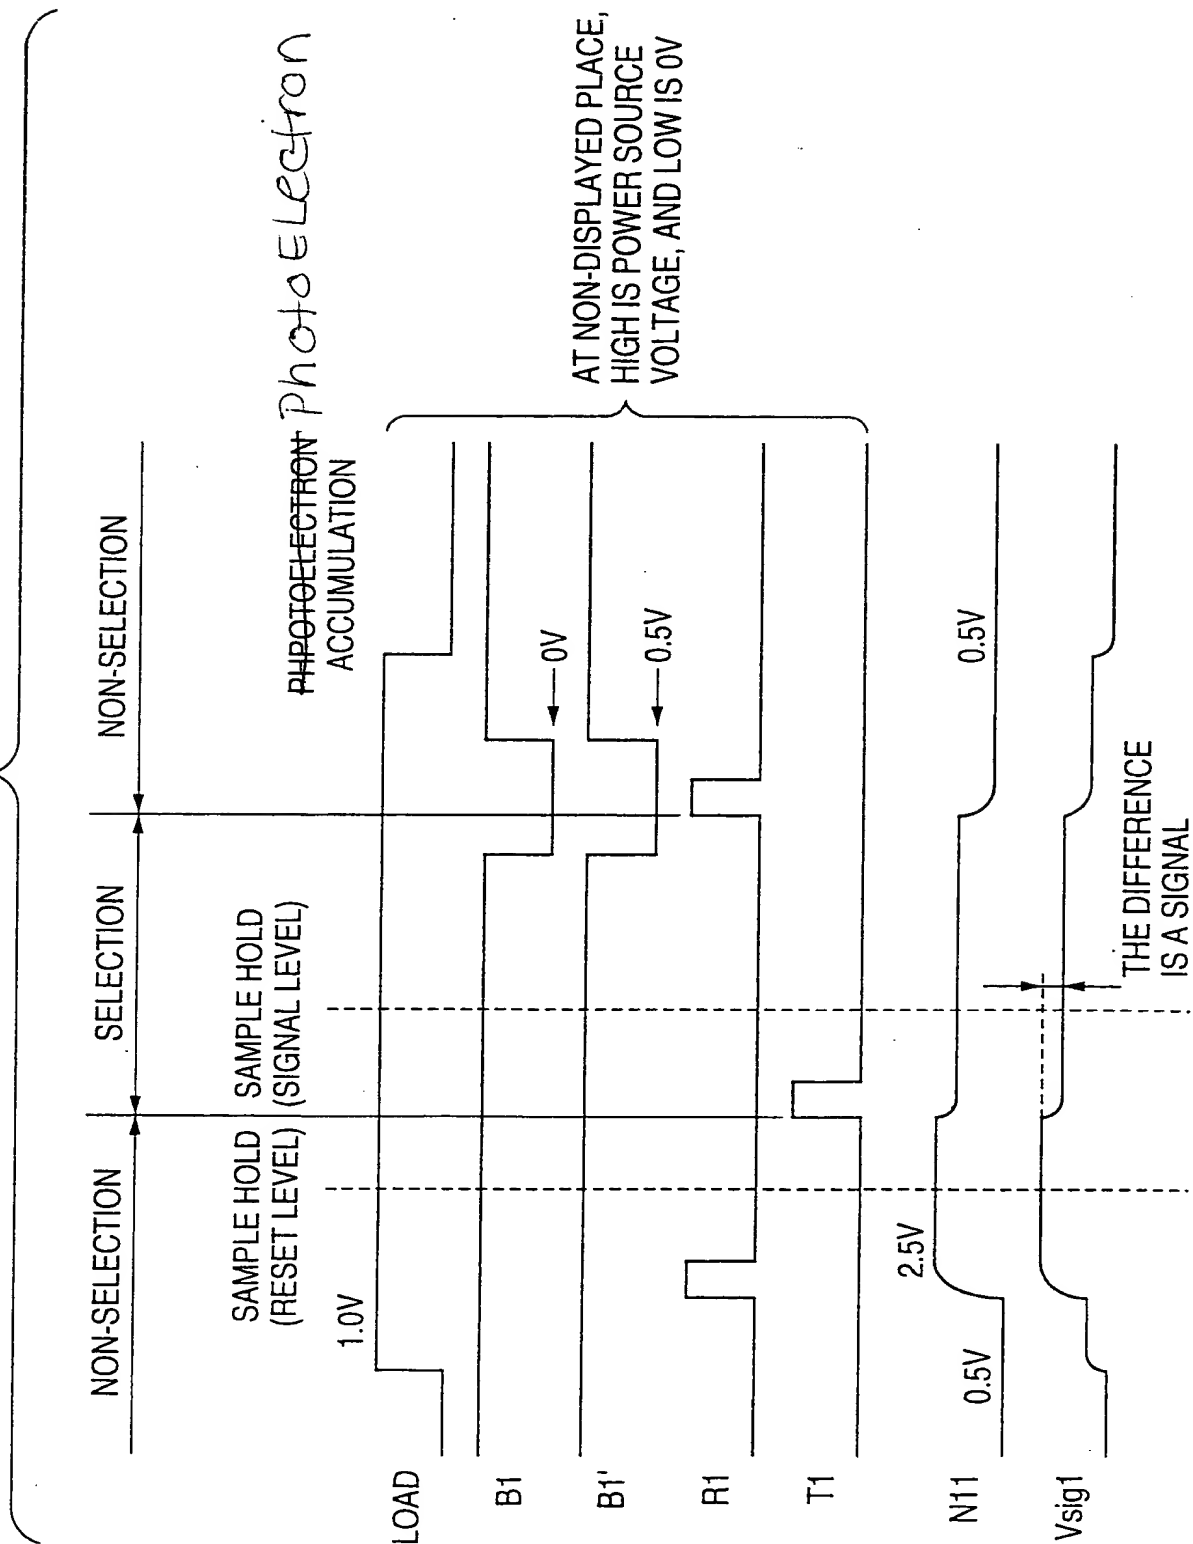 NON-SELECTION
SELECTION
NON-SELECTION
SAMPLE HOLD
(RESET LEVEL)
SAMPLE HOLD
(SIGNAL LEVEL)
PHPOTOELECTRON PhotoELectron
ACCUMULATION
LOAD
1.0V
B1
0V
B1'
0.5V
R1
T1
AT NON-DISPLAYED PLACE,
HIGH IS POWER SOURCE
VOLTAGE, AND LOW IS 0V
N11
0.5V
2.5V
0.5V
Vsig1
THE DIFFERENCE
IS A SIGNAL